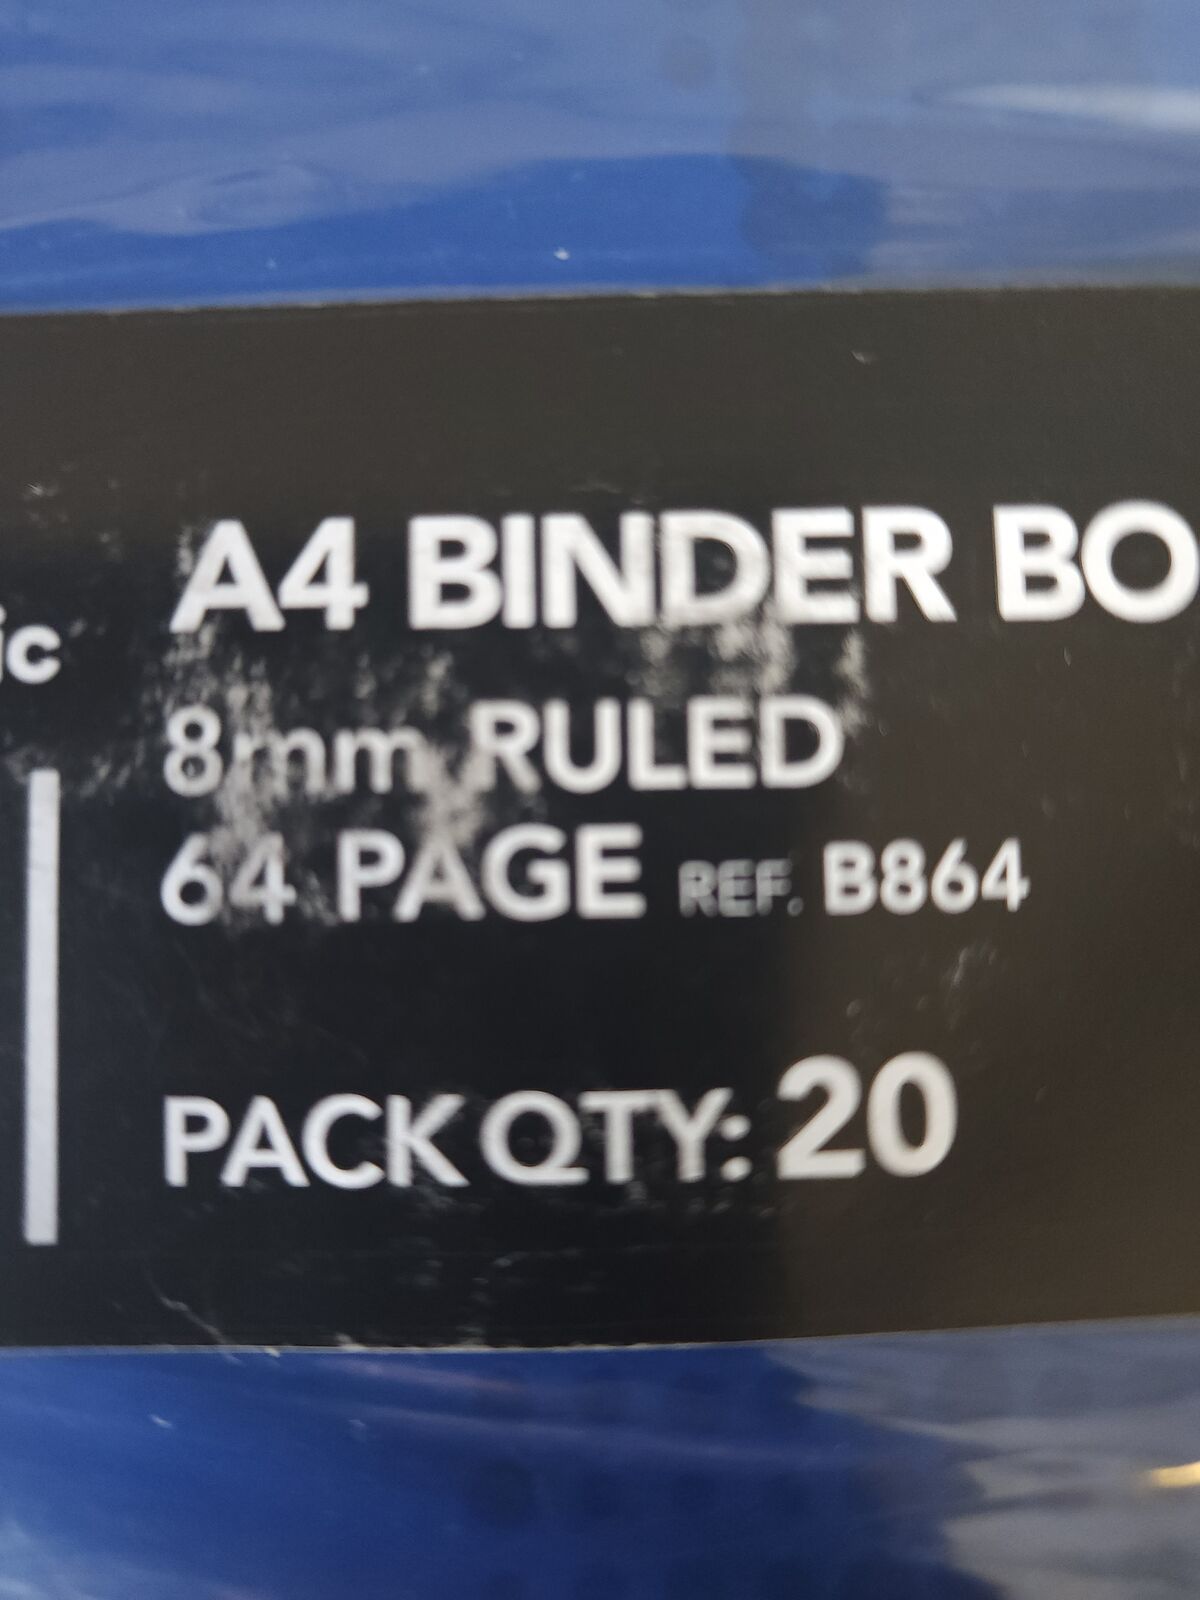 A4 BINDER BO
ic
8mm RULED
64 PAGE REF. B864
PACK QTY: 20